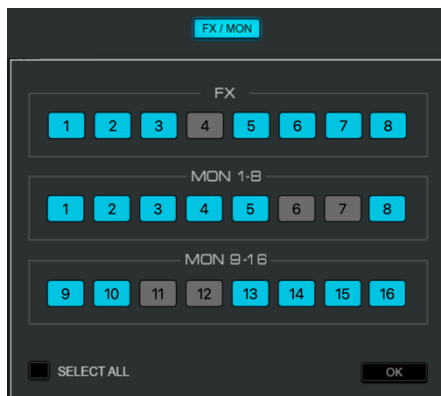 FX / MON
FX
1 2 3 4 5 6 7 8
MON 1-8
1 2 3 4 5 6 7 8
MON 9-16
9 10 11 12 13 14 15 16
SELECT ALL OK